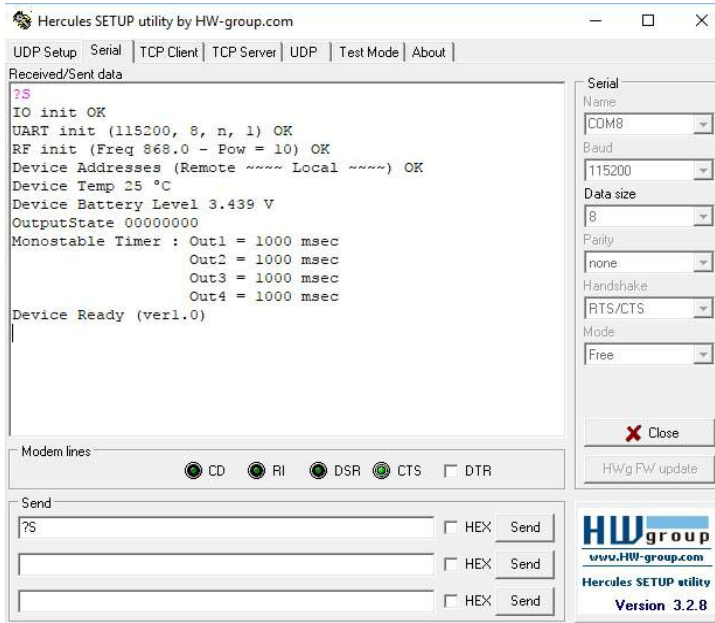 Hercules SETUP utility by HW-group.com
UDP Setup Serial TCP Client TCP Server UDP Test Mode About
Received/Sent data
?S
IO init OK
UART init (115200, 8, n, 1) OK
RF init (Freq 868.0 - Pow = 10) OK
Device Addresses (Remote ~~~~ Local ~~~~) OK
Device Temp 25 °C
Device Battery Level 3.439 V
OutputState 00000000
Monostable Timer : Out1 = 1000 msec
Out2 = 1000 msec
Out3 = 1000 msec
Out4 = 1000 msec
Device Ready (ver1.0)
Serial
Name
COM8
Baud
115200
Data size
8
Parity
none
Handshake
RTS/CTS
Mode
Free
Close
HWg FW update
Modem lines
CD RI DSR CTS DTR
Send
?S HEX Send
HEX Send
HEX Send
HW group
www.HW-group.com
Hercules SETUP utility
Version 3.2.8